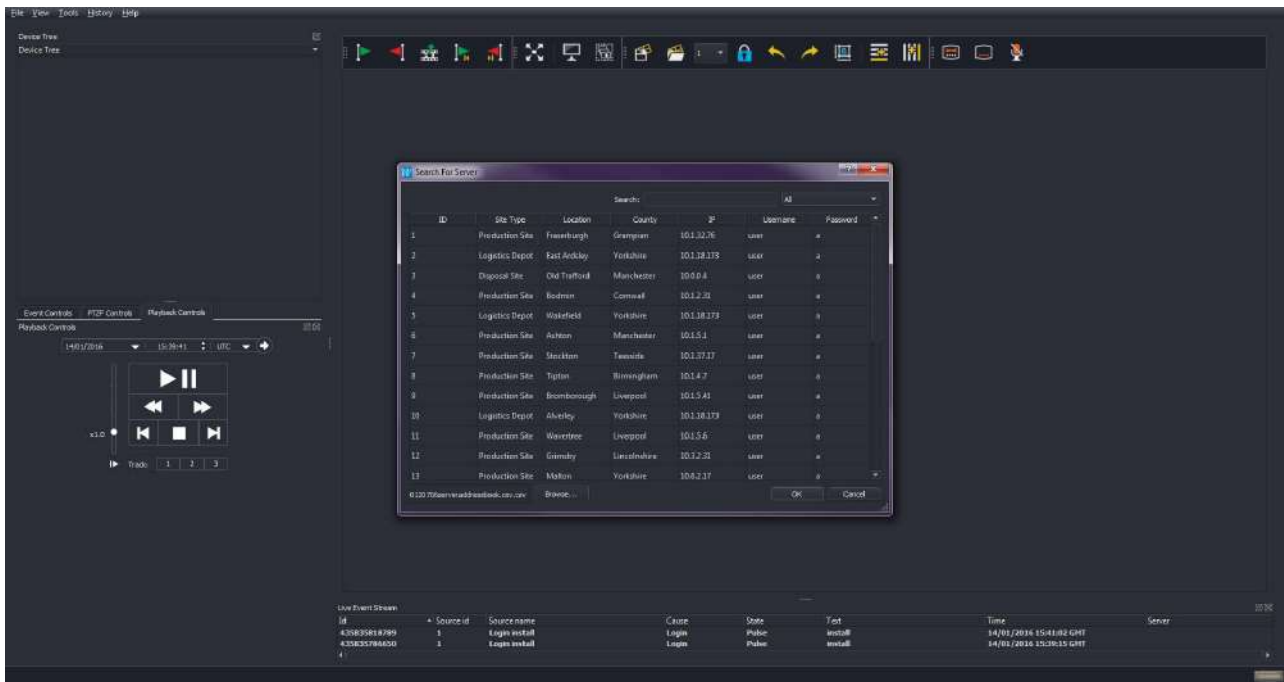 File View Tools History Help
Device Tree
Device Tree
1
Search For Server
Search: All
ID Site Type Location County IP Username Password
1 Production Site Fraserburgh Grampian 10.1.32.76 user a
2 Logistics Depot East Ardsley Yorkshire 10.1.18.173 user a
3 Disposal Site Old Trafford Manchester 10.0.0.4 user a
4 Production Site Bodmin Cornwall 10.1.2.31 user a
5 Logistics Depot Wakefield Yorkshire 10.1.18.173 user a
6 Production Site Ashton Manchester 10.1.5.1 user a
7 Production Site Stockton Teesside 10.1.37.17 user a
8 Production Site Tipton Birmingham 10.1.4.7 user a
9 Production Site Bromborough Liverpool 10.1.5.41 user a
10 Logistics Depot Alverley Yorkshire 10.1.18.173 user a
11 Production Site Wavertree Liverpool 10.1.5.6 user a
12 Production Site Grimsby Lincolnshire 10.3.2.31 user a
13 Production Site Malton Yorkshire 10.6.2.17 user a
Browse...
OK Cancel
Event Controls PTZF Controls Playback Controls
Playback Controls
14/01/2016 15:39:41 UTC
x1.0
Track: 1 2 3
Live Event Stream
Id Source id Source name Cause State Text Time Server
435835818789 1 Login install Login Pulse install 14/01/2016 15:41:02 GMT
435835786650 1 Login install Login Pulse install 14/01/2016 15:39:15 GMT